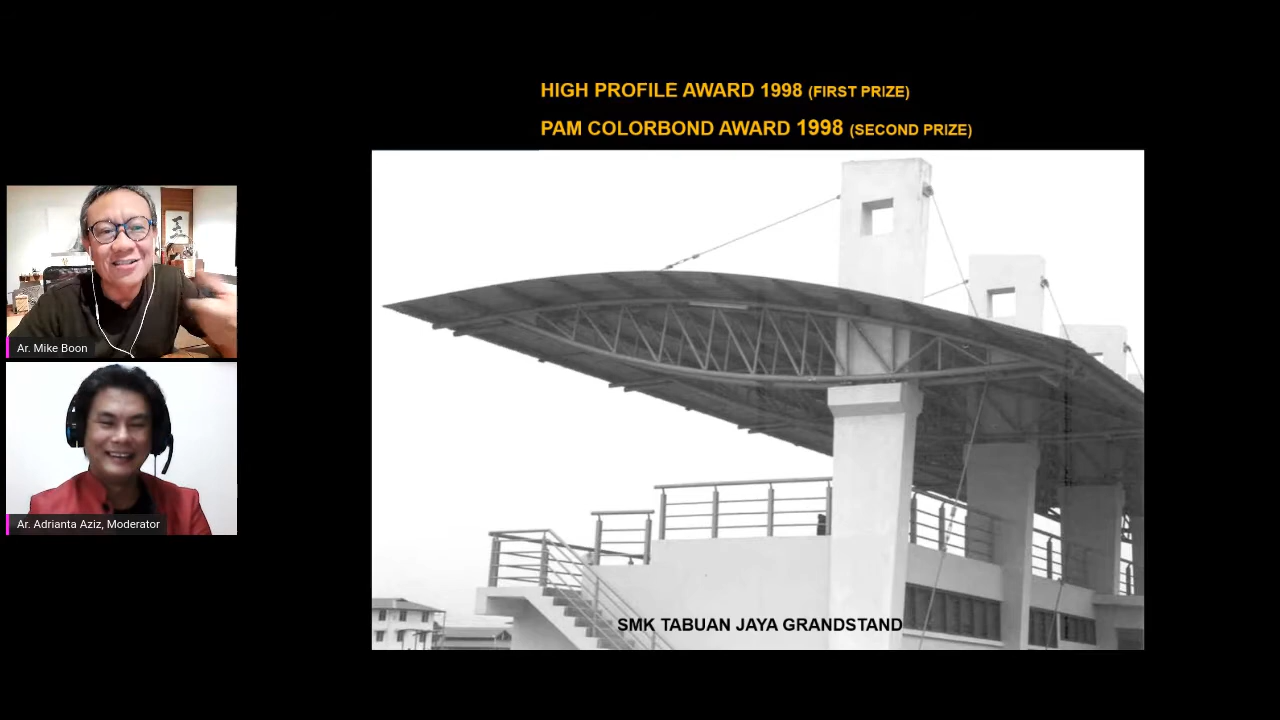 HIGH PROFILE AWARD 1998 (FIRST PRIZE)
PAM COLORBOND AWARD 1998 (SECOND PRIZE)
Ar. Mike Boon
Ar. Adrianta Aziz, Moderator
SMK TABUAN JAYA GRANDSTAND